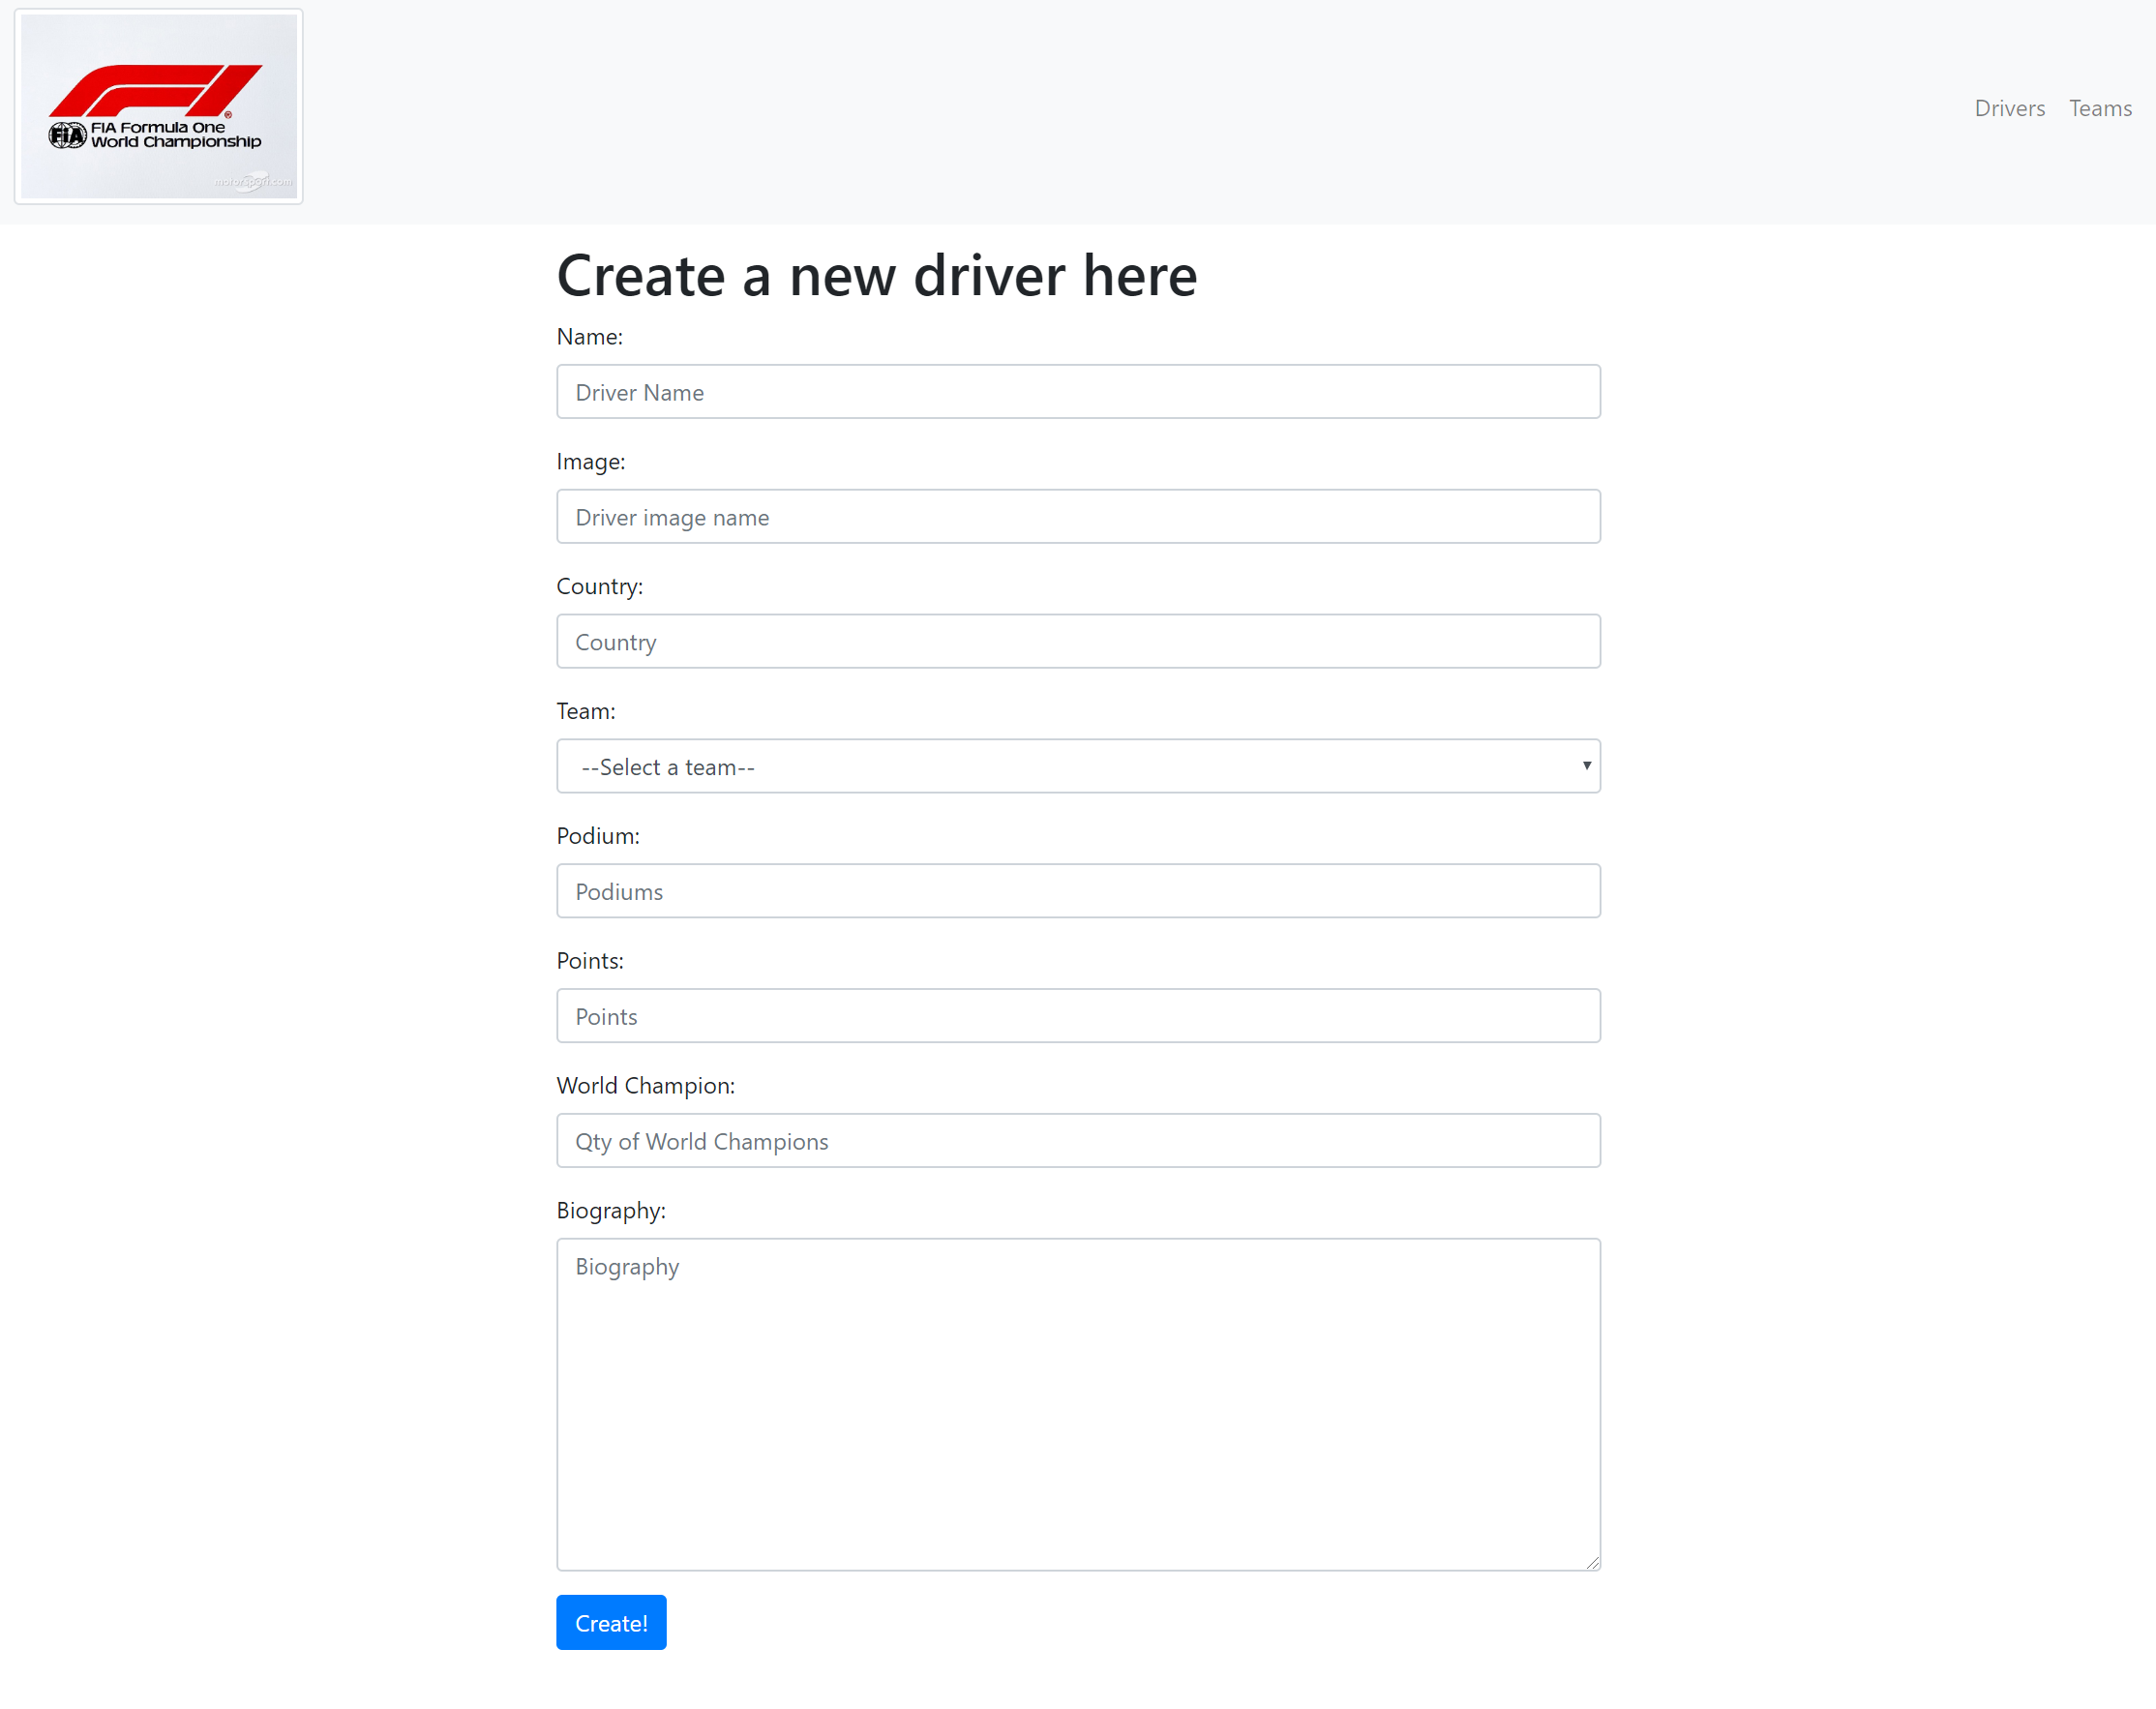 FIA Formula One
World Championship
FIA
motorsport.com
Drivers Teams
Create a new driver here
Name:
Driver Name
Image:
Driver image name
Country:
Country
Team:
--Select a team--
Podium:
Podiums
Points:
Points
World Champion:
Qty of World Champions
Biography:
Biography
Create!